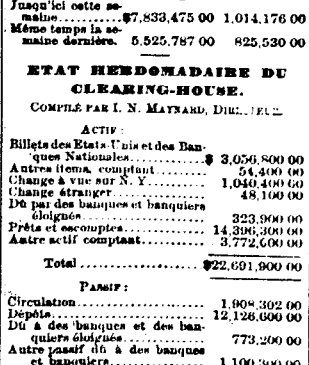 Jusqu'ici cette se-
maine..........$7,833,475 00 1,014,176 00
Même temps la se-
maine dernière. 5.525,787 00 825,530 00
ETAT HEBDOMADAIRE DU
CLEARING-HOUSE.
COMPILÉ PAR I. N. MAYNARD,
ACTIF:
Billets des Etats-Unis et des Ban-
ques Nationales............ $ 3,056,800 00
Autres items, comptant.......... 54,400 00
Change à vue sur N. Y.......... 1,040,400 00
Change étranger.............. 48,100 00
Dû par des banques et banquiers
éloignés.................. 323,900 00
Prêts et escomptes............. 14,396,300 00
Autre actif comptant........... 3,772,000 00
Total.................. $22,691,900 00
PASSIF:
Circulation.................. 1,908,302 00
Dépôts..................... 12,128,600 00
Dû à des banques et des ban-
quiers éloignés............. 773,200 00
Autre passif dû à des banques
et banquiers............